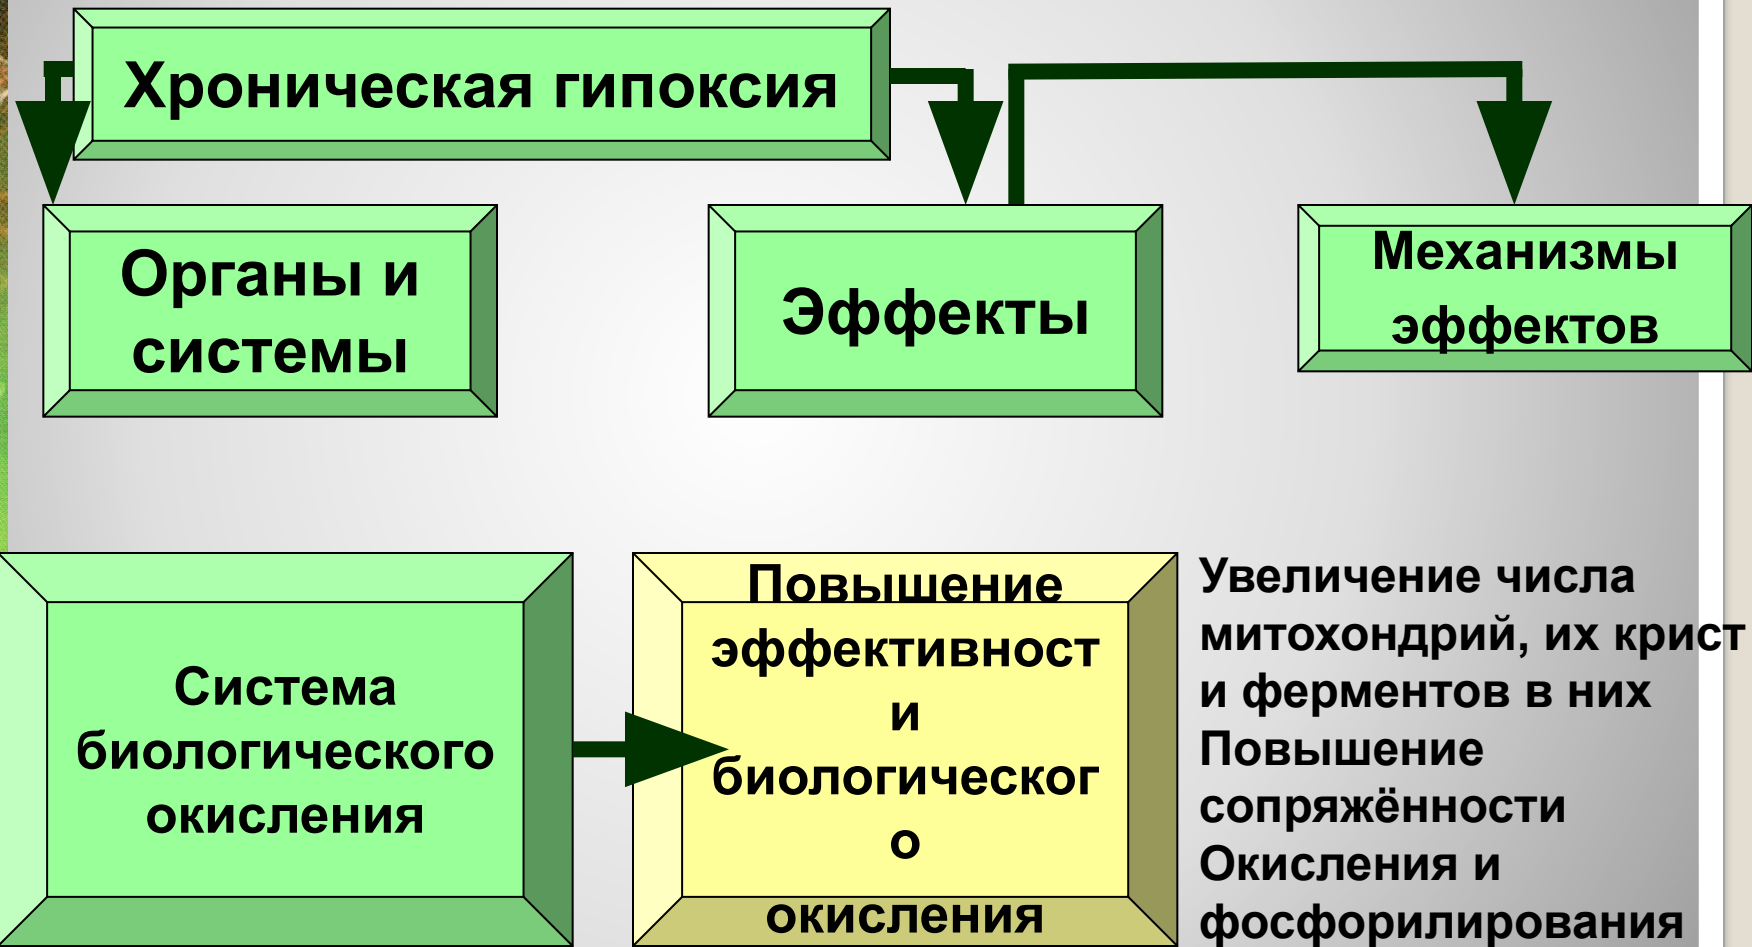 Хроническая гипоксия
Органы и
системы
Эффекты
Механизмы
эффектов
Система
биологического
окисления
Повышение
эффективност
и
биологическог
о
окисления
Увеличение числа
митохондрий, их крист
и ферментов в них
Повышение
сопряжённости
Окисления и
фосфорилирования